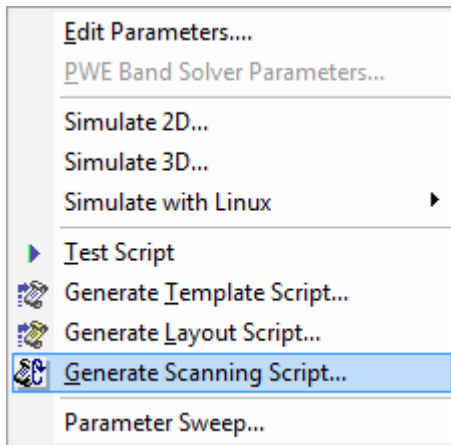 Edit Parameters....
PWE Band Solver Parameters...
Simulate 2D...
Simulate 3D...
Simulate with Linux
Test Script
Generate Template Script...
Generate Layout Script...
Generate Scanning Script...
Parameter Sweep...